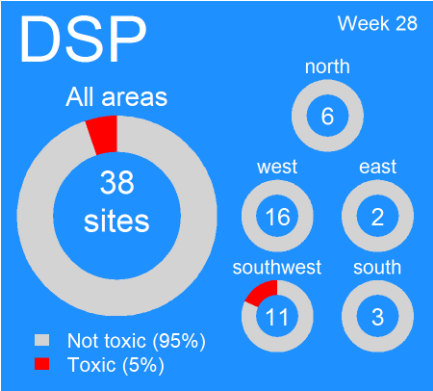 DSP
Week 28
All areas
38
sites
north
6
west
16
east
2
southwest
11
south
3
Not toxic (95%)
Toxic (5%)